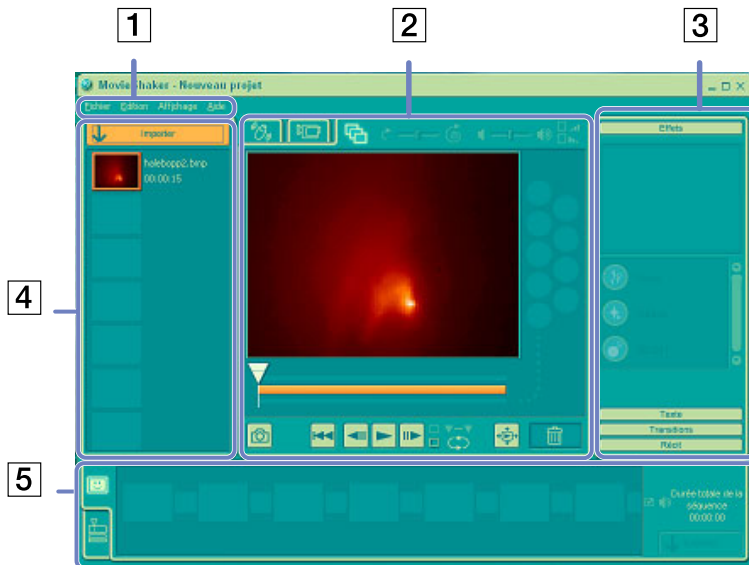 1
2
3
MovieShaker - Nouveau projet
Fichier Edition Affichage Aide
Importer
Effets
halebopp2.bmp
00:00:15
4
Texte
Transitions
Récit
5
Durée totale de la
séquence
00:00:00